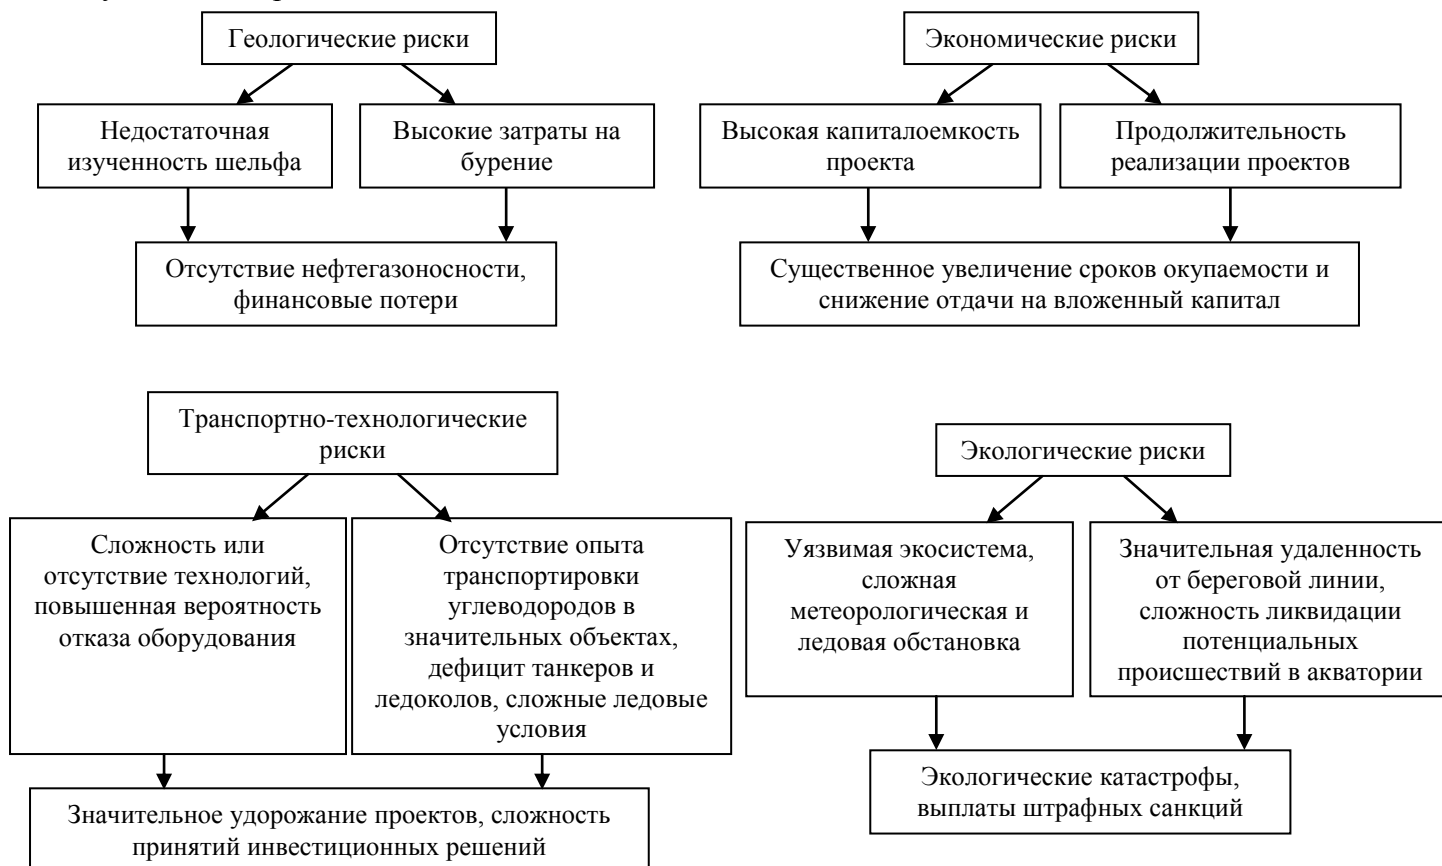 Геологические риски
Недостаточная
изученность шельфа
Высокие затраты на
бурение
Отсутствие нефтегазоносности,
финансовые потери
Экономические риски
Высокая капиталоемкость
проекта
Продолжительность
реализации проектов
Существенное увеличение сроков окупаемости и
снижение отдачи на вложенный капитал
Транспортно-технологические
риски
Сложность или
отсутствие технологий,
повышенная вероятность
отказа оборудования
Отсутствие опыта
транспортировки
углеводородов в
значительных объектах,
дефицит танкеров и
ледоколов, сложные ледовые
условия
Значительное удорожание проектов, сложность
принятий инвестиционных решений
Экологические риски
Уязвимая экосистема,
сложная
метеорологическая и
ледовая обстановка
Значительная удаленность
от береговой линии,
сложность ликвидации
потенциальных
происшествий в акватории
Экологические катастрофы,
выплаты штрафных санкций